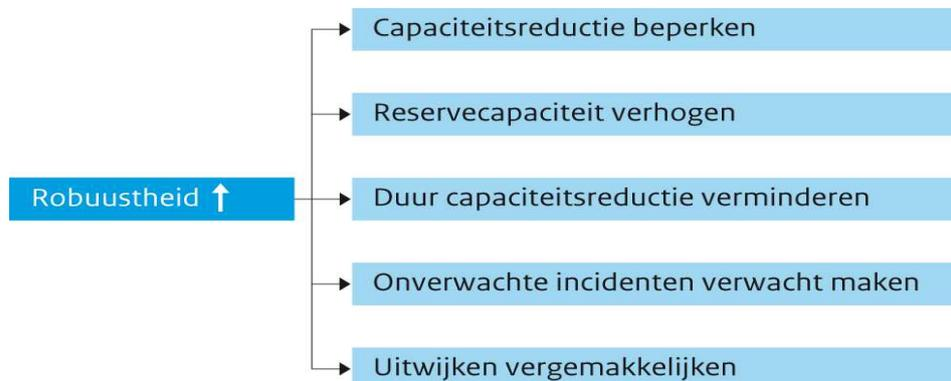 Capaciteitsreductie beperken
Reservecapaciteit verhogen
Robuustheid ↑
Duur capaciteitsreductie verminderen
Onverwachte incidenten verwacht maken
Uitwijken vergemakkelijken